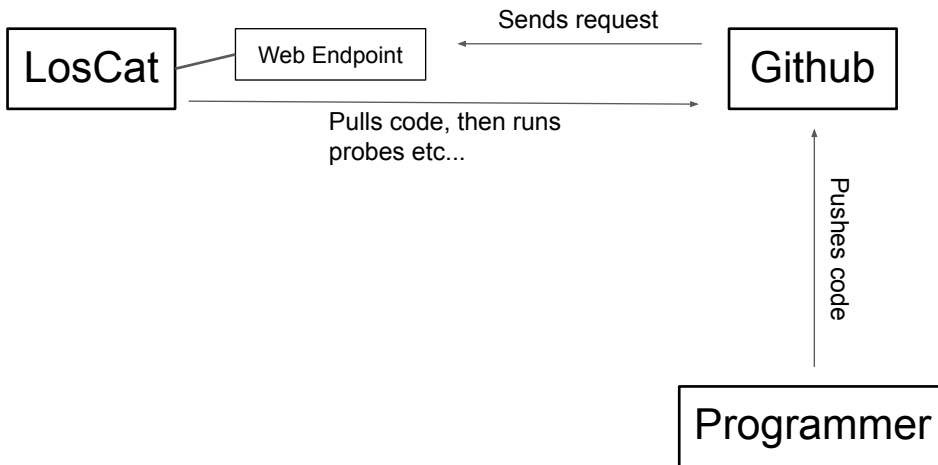 Sends request
LosCat
Web Endpoint
Github
Pulls code, then runs
probes etc...
Pushes code
Programmer